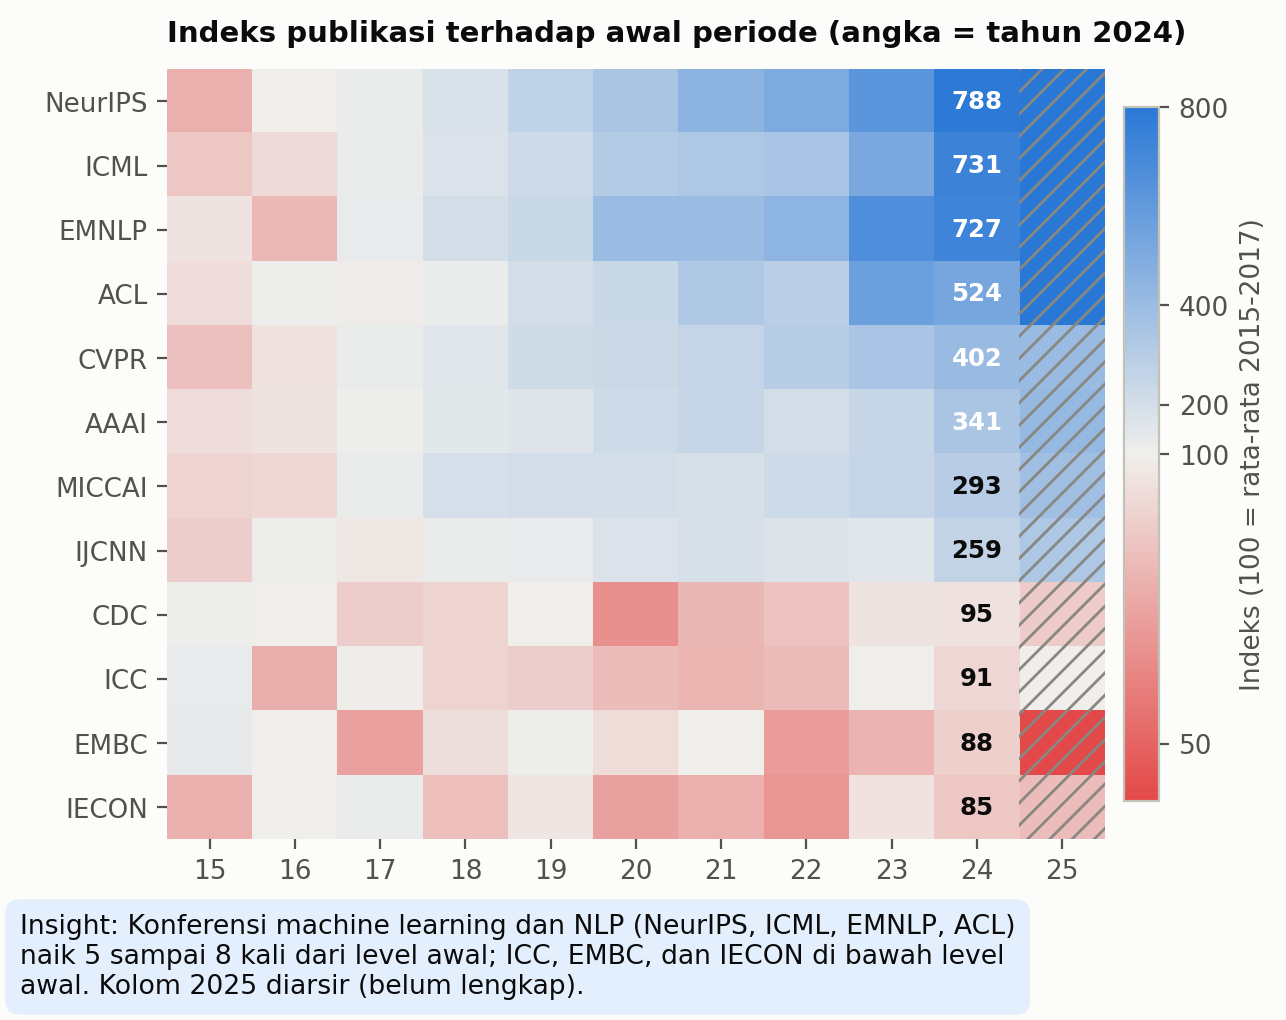 Indeks publikasi terhadap awal periode (angka = tahun 2024)
NeurIPS
ICML
EMNLP
ACL
CVPR
AAAI
MICCAI
IJCNN
CDC
ICC
EMBC
IECON
788
731
727
524
402
341
293
259
95
91
88
85
15 16 17 18 19 20 21 22 23 24 25
800
400
200
100
50
Indeks (100 = rata-rata 2015-2017)
Insight: Konferensi machine learning dan NLP (NeurIPS, ICML, EMNLP, ACL)
naik 5 sampai 8 kali dari level awal; ICC, EMBC, dan IECON di bawah level
awal. Kolom 2025 diarsir (belum lengkap).